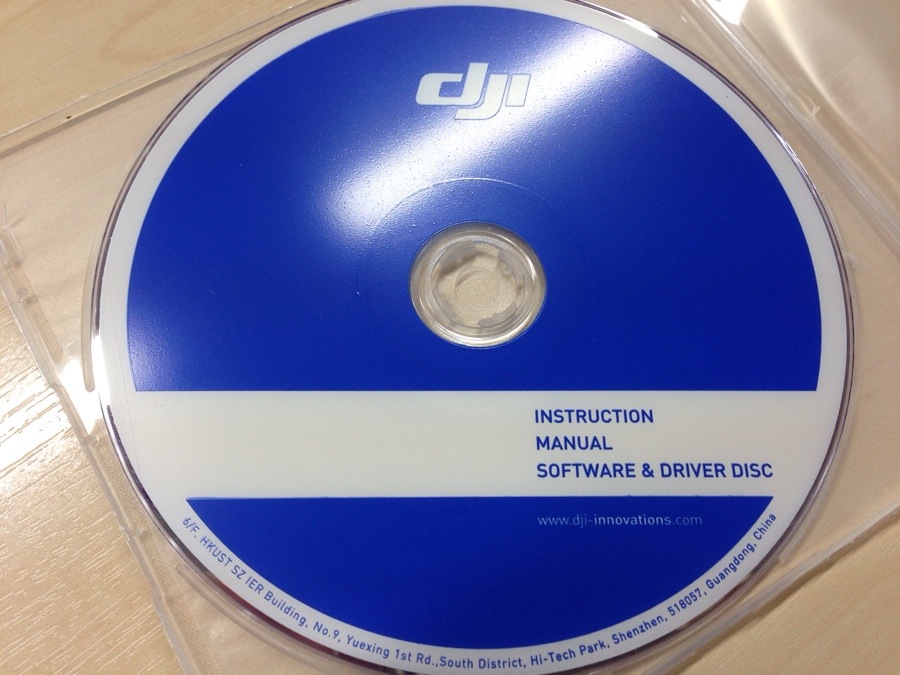 dji
INSTRUCTION
MANUAL
SOFTWARE & DRIVER DISC
www.dji-innovations.com
6/F, HKUST SZ IER Building, No.9, Yuexing 1st Rd.,South District, Hi-Tech Park, Shenzhen, 518057, Guangdong, China